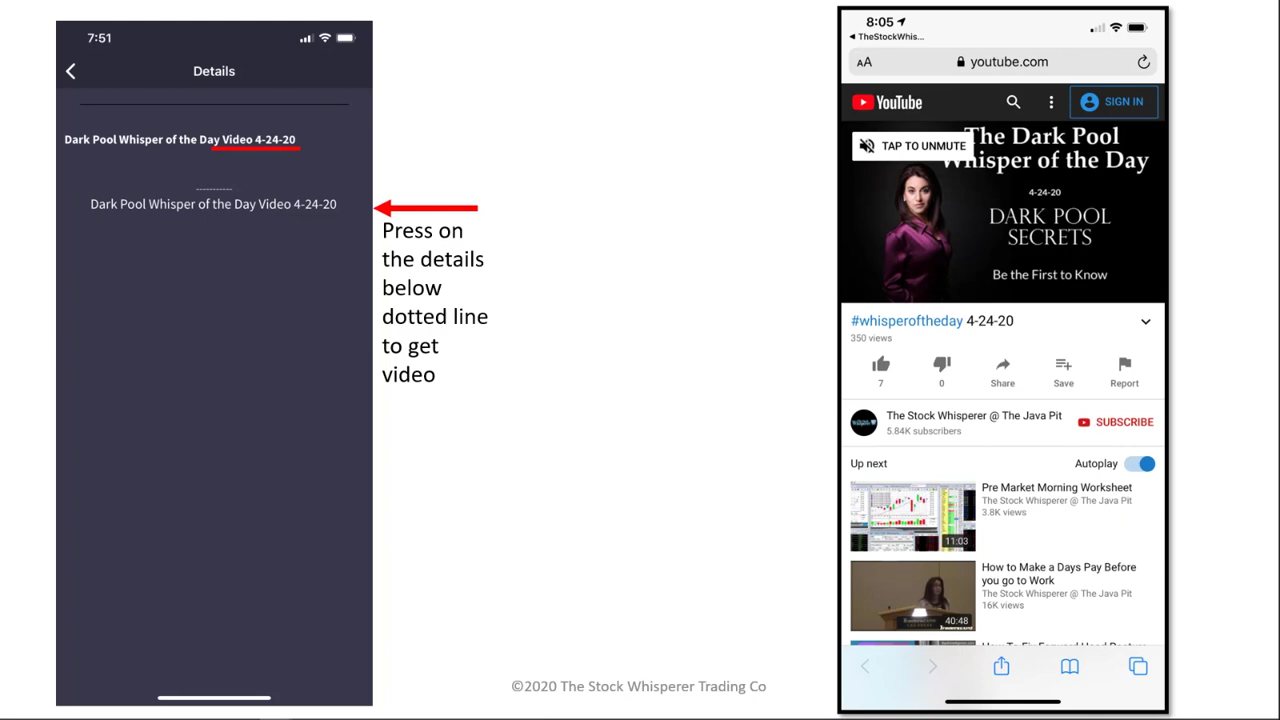 7:51
Details
Dark Pool Whisper of the Day Video 4-24-20
-----------
Dark Pool Whisper of the Day Video 4-24-20
Press on
the details
below
dotted line
to get
video
8:05
TheStockWhis...
AA
youtube.com
YouTube
SIGN IN
TAP TO UNMUTE
The Dark Pool
Whisper of the Day
4-24-20
DARK POOL
SECRETS
Be the First to Know
#whisperoftheday 4-24-20
350 views
7
0
Share
Save
Report
The Stock Whisperer @ The Java Pit
5.84K subscribers
SUBSCRIBE
Up next
Autoplay
Pre Market Morning Worksheet
The Stock Whisperer @ The Java Pit
3.8K views
11:03
How to Make a Days Pay Before
you go to Work
The Stock Whisperer @ The Java Pit
16K views
40:48
©2020 The Stock Whisperer Trading Co